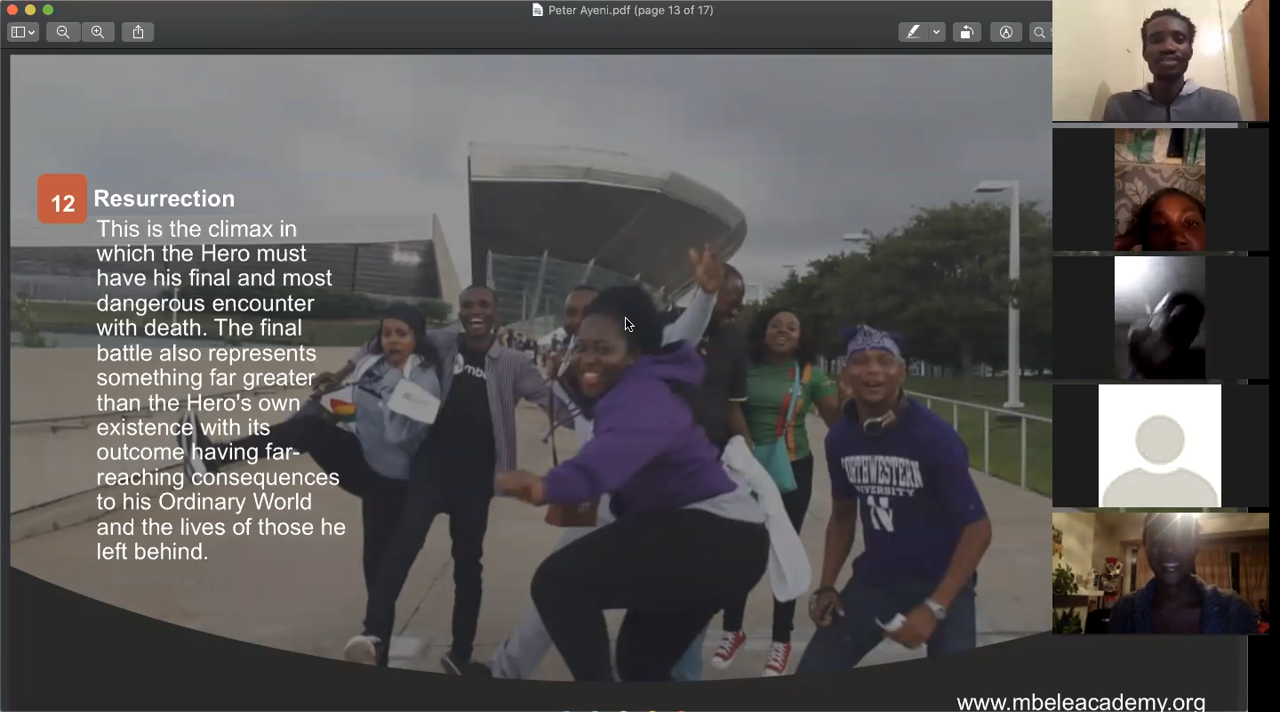 Peter Ayeni.pdf (page 13 of 17)
12
Resurrection
This is the climax in
which the Hero must
have his final and most
dangerous encounter
with death. The final
battle also represents
something far greater
than the Hero's own
existence with its
outcome having far-
reaching consequences
to his Ordinary World
and the lives of those he
left behind.
mb
NORTHWESTERN
UNIVERSITY
N
www.mbeleacademy.org